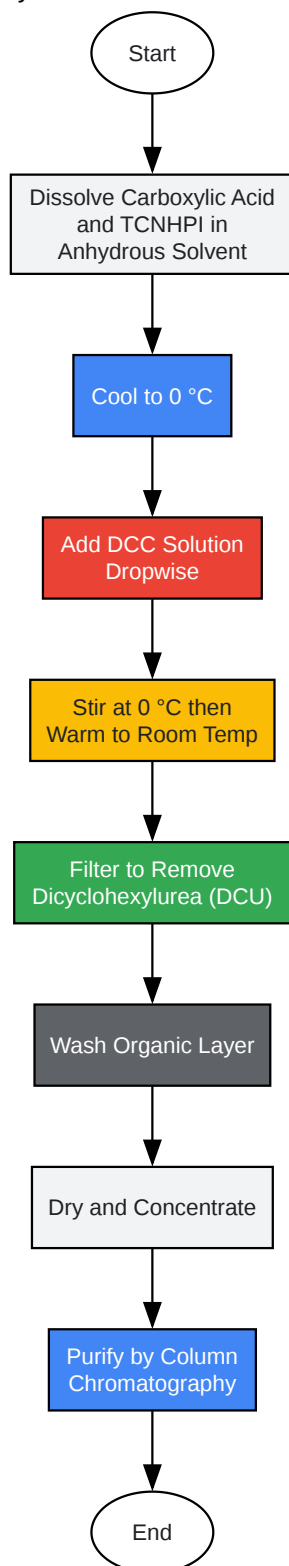 Start
Dissolve Carboxylic Acid
and TCNHPI in
Anhydrous Solvent
Cool to 0 °C
Add DCC Solution
Dropwise
Stir at 0 °C then
Warm to Room Temp
Filter to Remove
Dicyclohexylurea (DCU)
Wash Organic Layer
Dry and Concentrate
Purify by Column
Chromatography
End